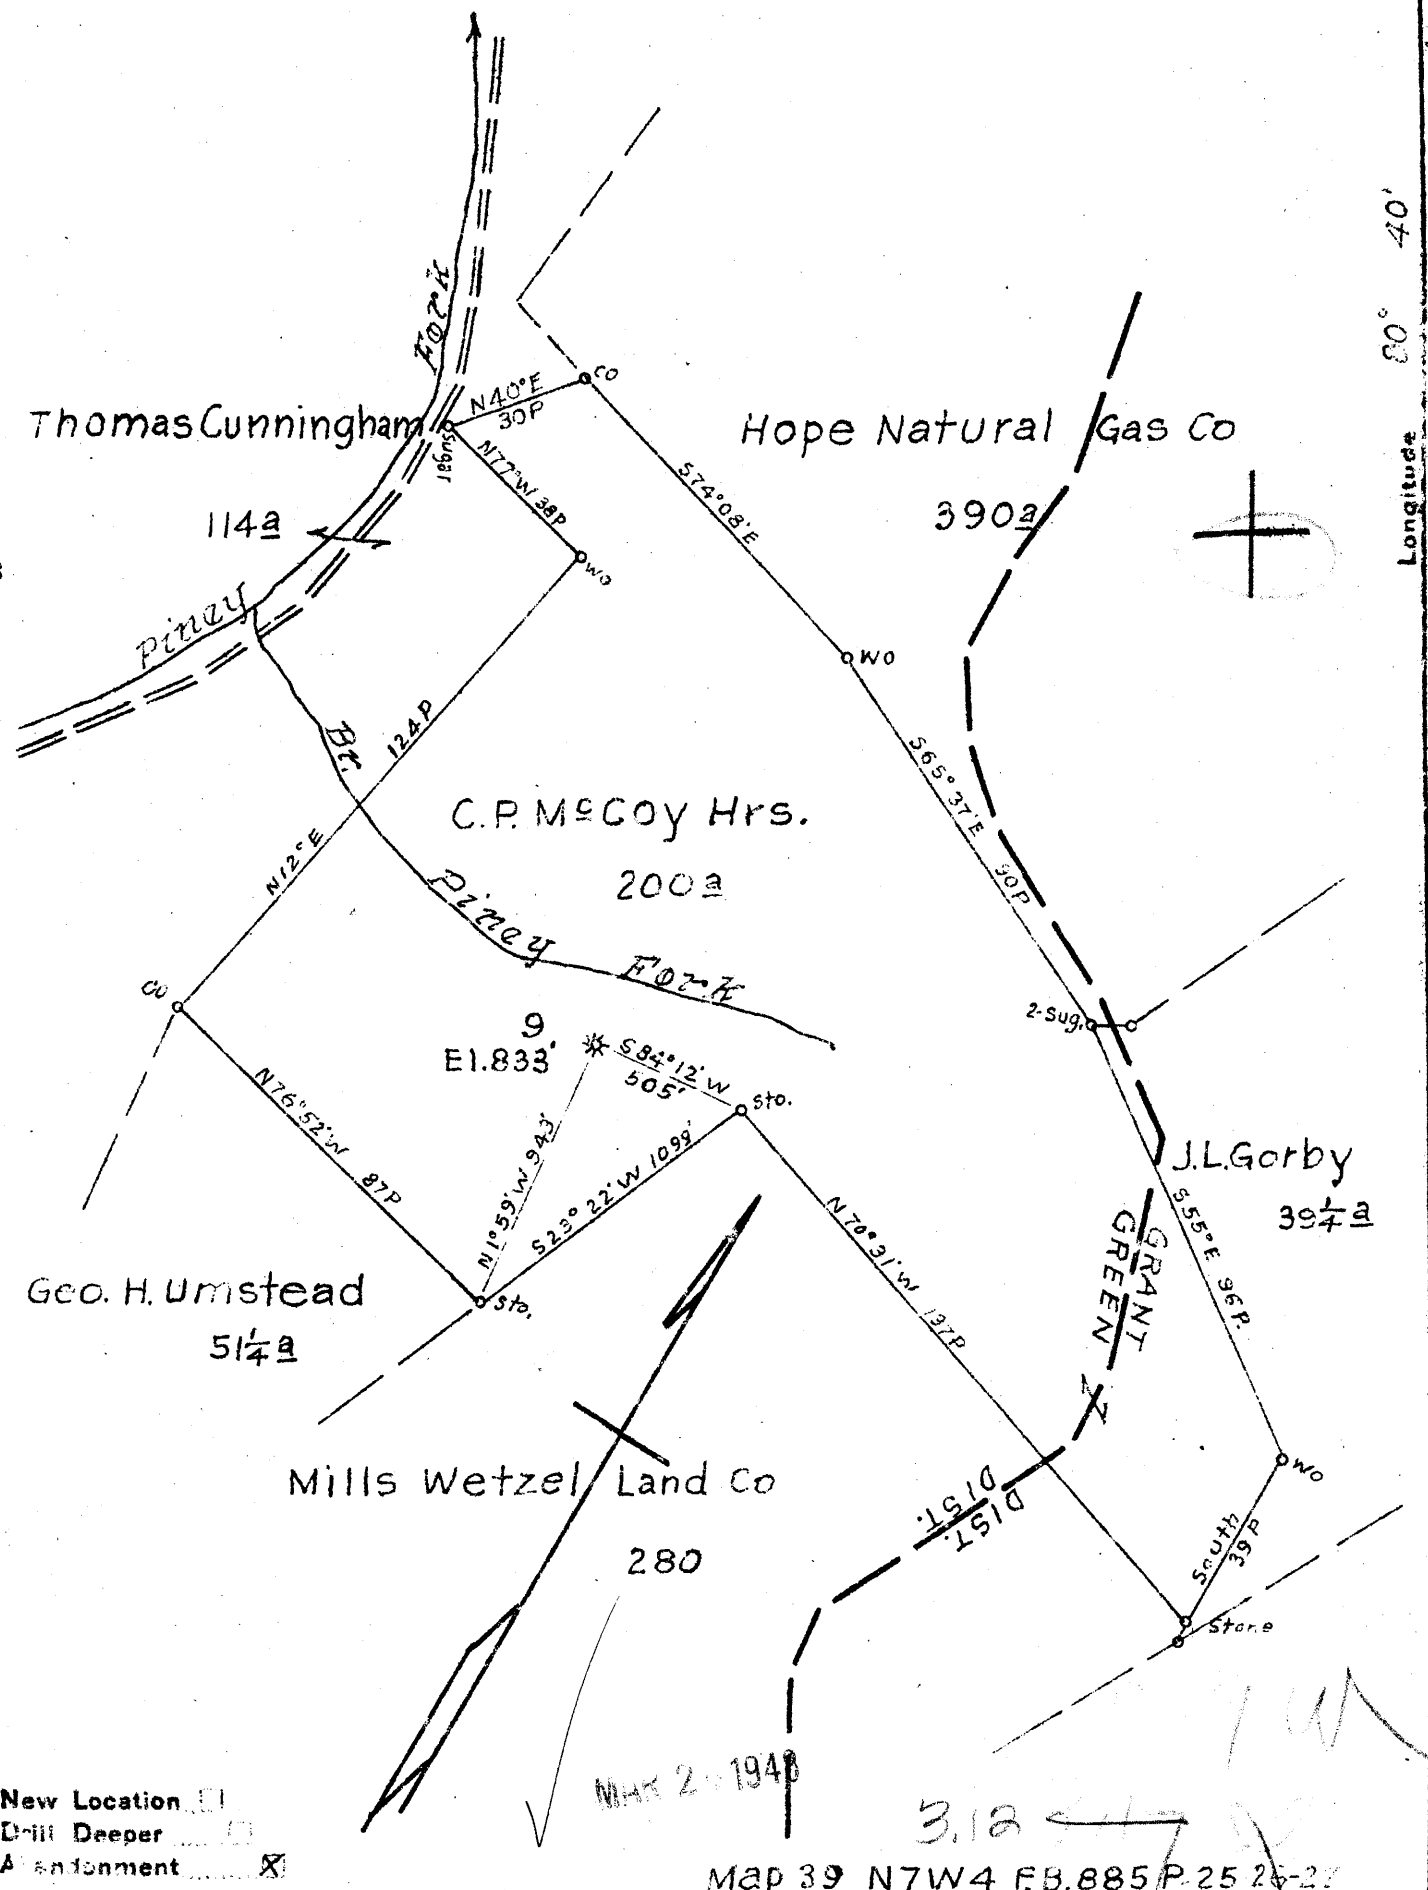 80° 40'
Longitude
Fork
N40°E
30P
CO
Thomas Cunningham
Sugar
N77°W 38P
Hope Natural Gas Co
S74°08'E
114a
390a
WO
Piney
WO
124P
Br.
S65°37'E 90P
C.P. McCoy Hrs.
N12°E
200a
Piney Fork
CO
9
El.833'
2-Sug.
S84°12'W
505'
Sto.
N76°52'W 87P
N1°59'W 943'
S23°22'W 1099'
J.L.Gorby
39¼a
S55°E 96P.
N70°31'W 137P
GRANT
GREEN
Geo. H. Umstead
51¼a
Sto.
Mills Wetzel Land Co
280
DIST.
DIST.
WO
South
39P
Stone
MAR 2 1948
New Location
Drill Deeper
Abandonment X
3.12
Map 39 N7W4 F.B.885 P.25 26-27